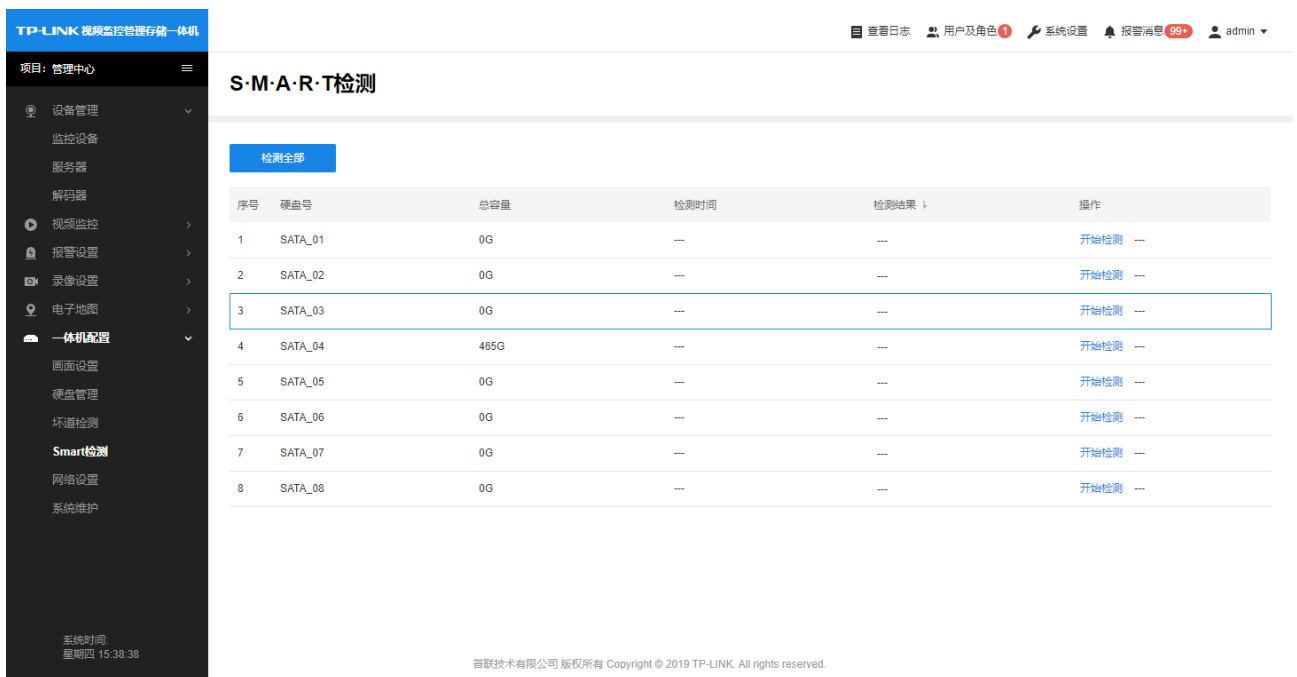 TP-LINK 视频监控管理存储一体机
查看日志 用户及角色 1 系统设置 报警消息 99+ admin
项目: 管理中心
S·M·A·R·T检测
设备管理
监控设备
服务器
解码器
视频监控
报警设置
录像设置
电子地图
一体机配置
画面设置
硬盘管理
坏道检测
Smart检测
网络设置
系统维护
系统时间:
星期四 15:38:38
检测全部
序号 硬盘号 总容量 检测时间 检测结果 操作
1 SATA_01 0G --- --- 开始检测 ---
2 SATA_02 0G --- --- 开始检测 ---
3 SATA_03 0G --- --- 开始检测 ---
4 SATA_04 465G --- --- 开始检测 ---
5 SATA_05 0G --- --- 开始检测 ---
6 SATA_06 0G --- --- 开始检测 ---
7 SATA_07 0G --- --- 开始检测 ---
8 SATA_08 0G --- --- 开始检测 ---
普联技术有限公司 版权所有 Copyright © 2019 TP-LINK. All rights reserved.